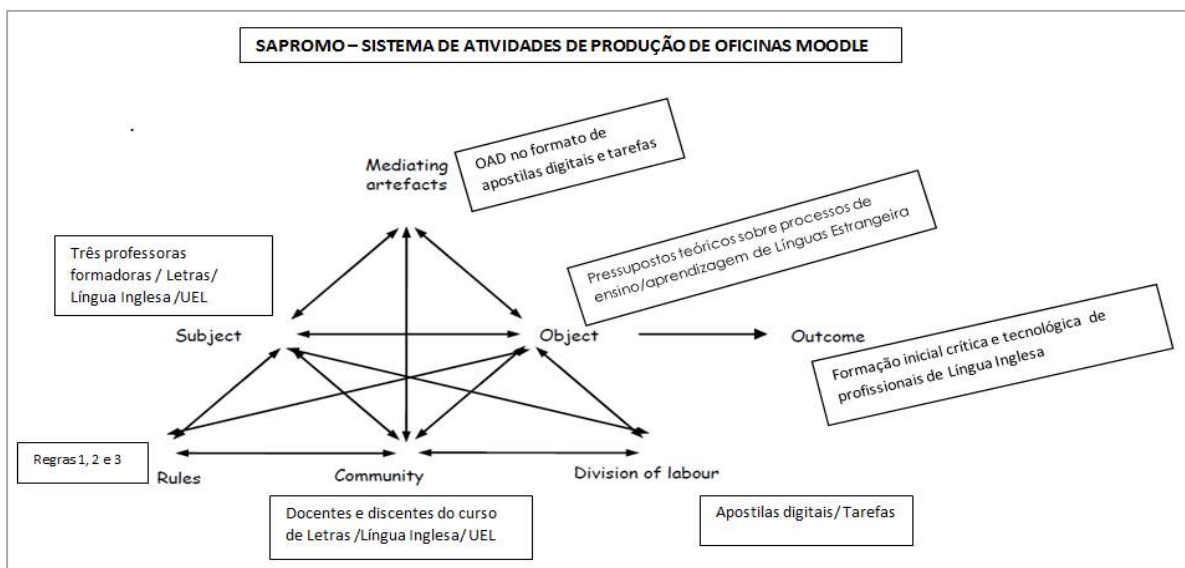 SAPROMO – SISTEMA DE ATIVIDADES DE PRODUÇÃO DE OFICINAS MOODLE
Mediating
artefacts
OAD no formato de
apostilas digitais e tarefas
Três professoras
formadoras / Letras/
Língua Inglesa /UEL
Pressupostos teóricos sobre processos de
ensino/aprendizagem de Línguas Estrangeira
Subject
Object
Outcome
Formação inicial crítica e tecnológica de
profissionais de Língua Inglesa
Regras 1, 2 e 3
Rules
Community
Division of labour
Docentes e discentes do curso
de Letras /Língua Inglesa/ UEL
Apostilas digitais/ Tarefas